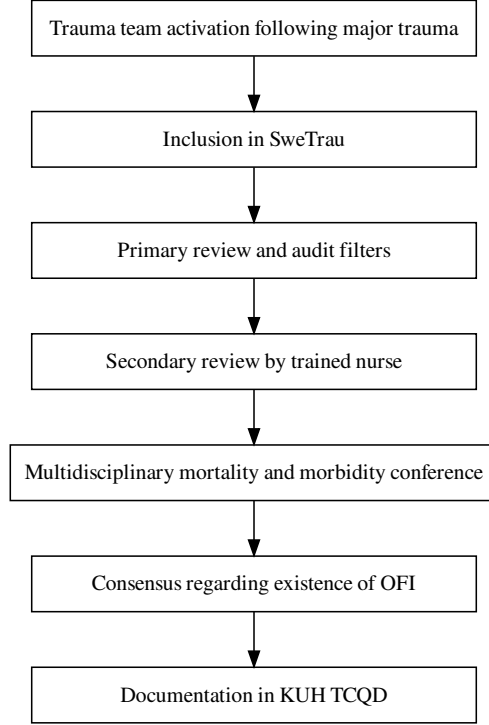 Trauma team activation following major trauma
Inclusion in SweTrau
Primary review and audit filters
Secondary review by trained nurse
Multidisciplinary mortality and morbidity conference
Consensus regarding existence of OFI
Documentation in KUH TCQD